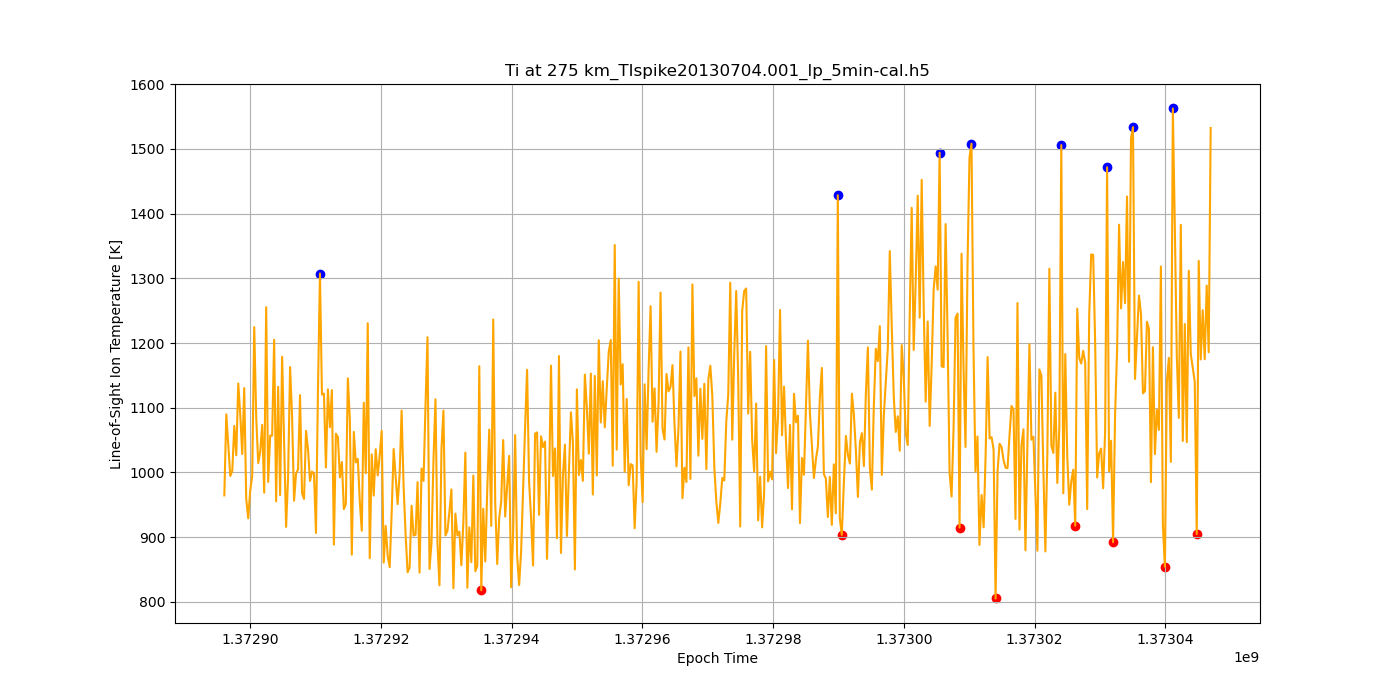 Ti at 275 km_TIspike20130704.001_lp_5min-cal.h5
Line-of-Sight Ion Temperature [K]
1600
1500
1400
1300
1200
1100
1000
900
800
1.37290 1.37292 1.37294 1.37296 1.37298 1.37300 1.37302 1.37304
Epoch Time
1e9